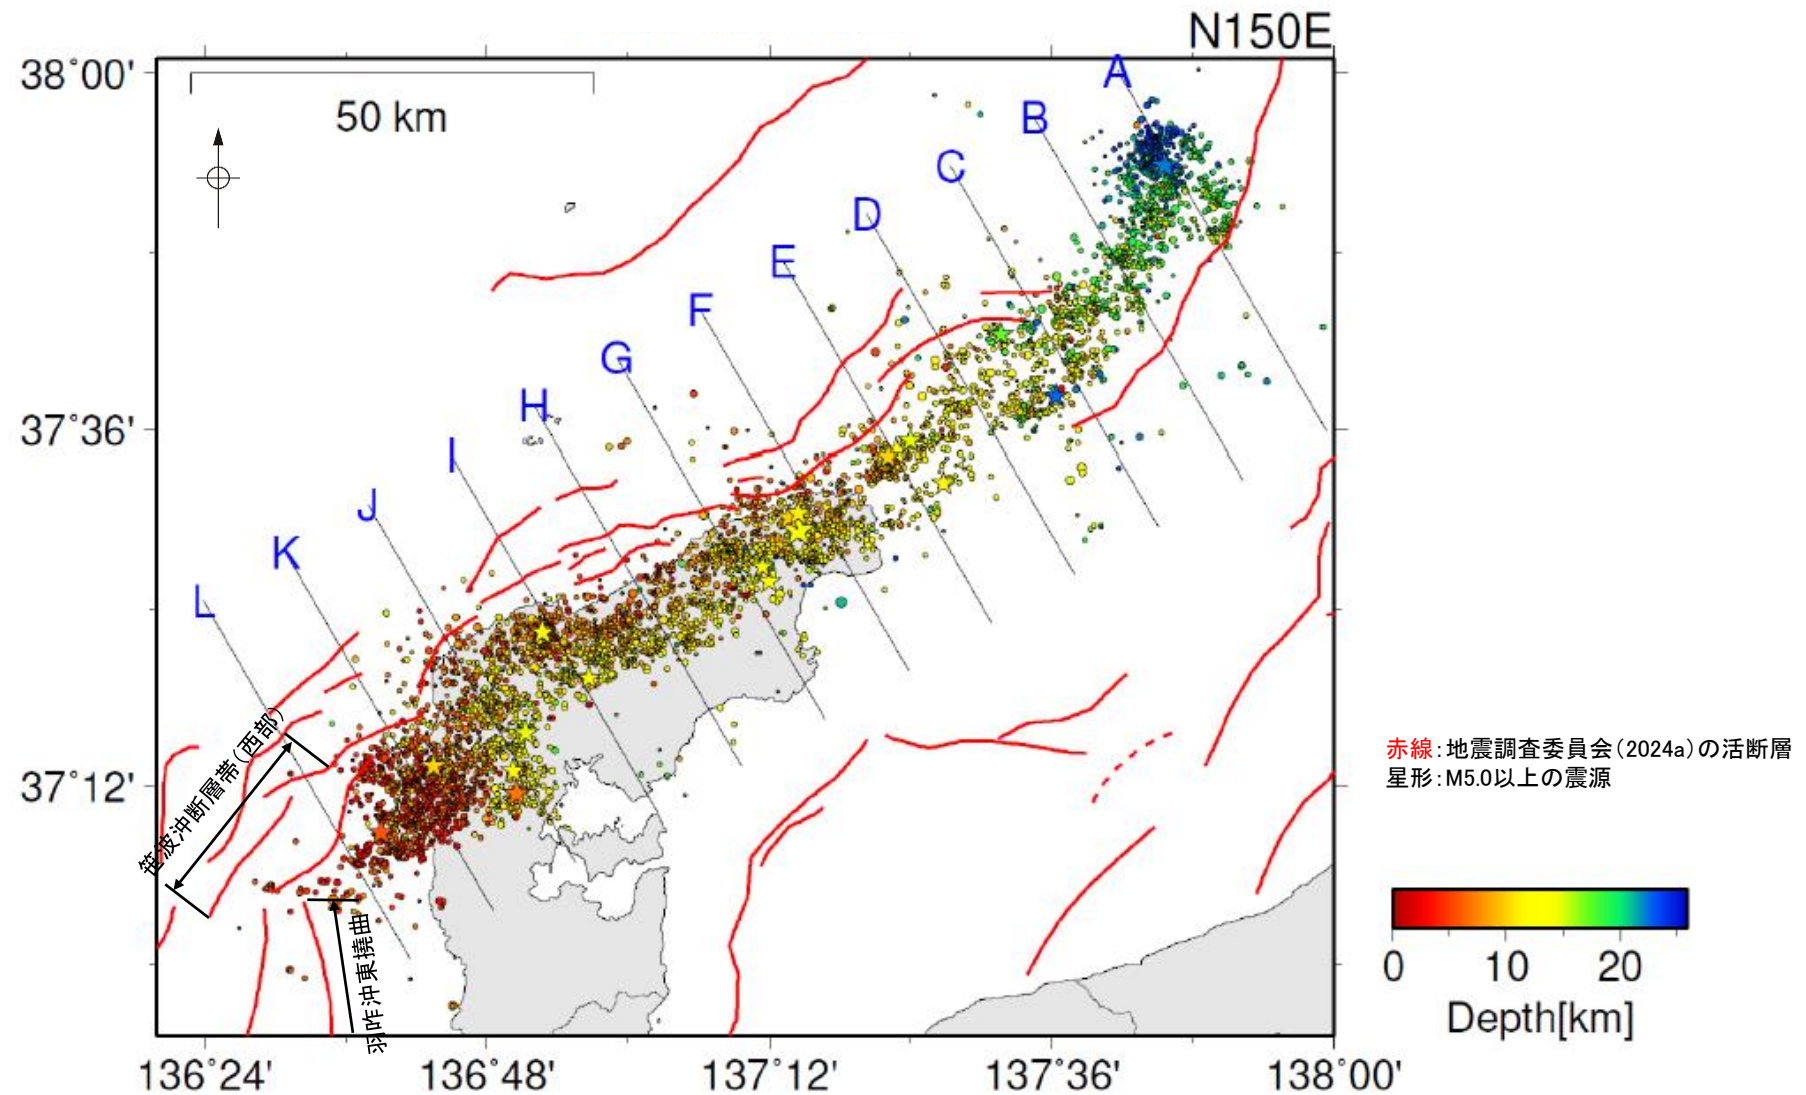 N150E
38°00'
50 km
A
B
C
D
E
F
G
37°36'
H
I
J
K
L
笹波沖断層帯(西部)
37°12'
赤線:地震調査委員会(2024a)の活断層
星形:M5.0以上の震源
羽咋沖東撓曲
0 10 20
Depth[km]
136°24' 136°48' 137°12' 137°36' 138°00'